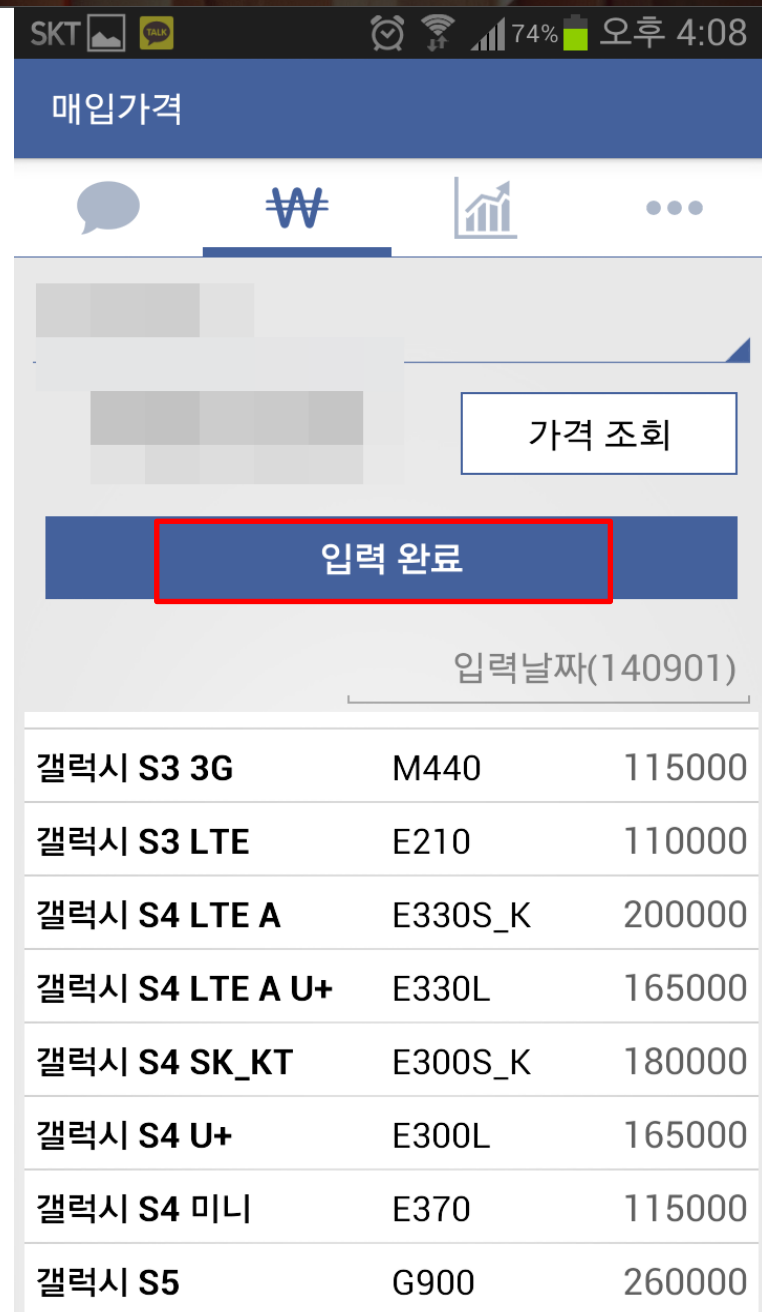 SKT TALK 74% 오후 4:08
매입가격
₩
가격 조회
입력 완료
입력날짜(140901)
갤럭시 S3 3G M440 115000
갤럭시 S3 LTE E210 110000
갤럭시 S4 LTE A E330S_K 200000
갤럭시 S4 LTE A U+ E330L 165000
갤럭시 S4 SK_KT E300S_K 180000
갤럭시 S4 U+ E300L 165000
갤럭시 S4 미니 E370 115000
갤럭시 S5 G900 260000